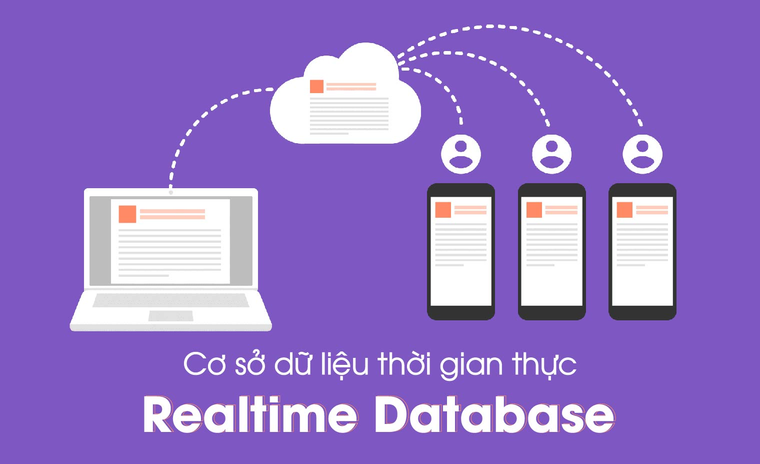 Cơ sở dữ liệu thời gian thực
Realtime Database